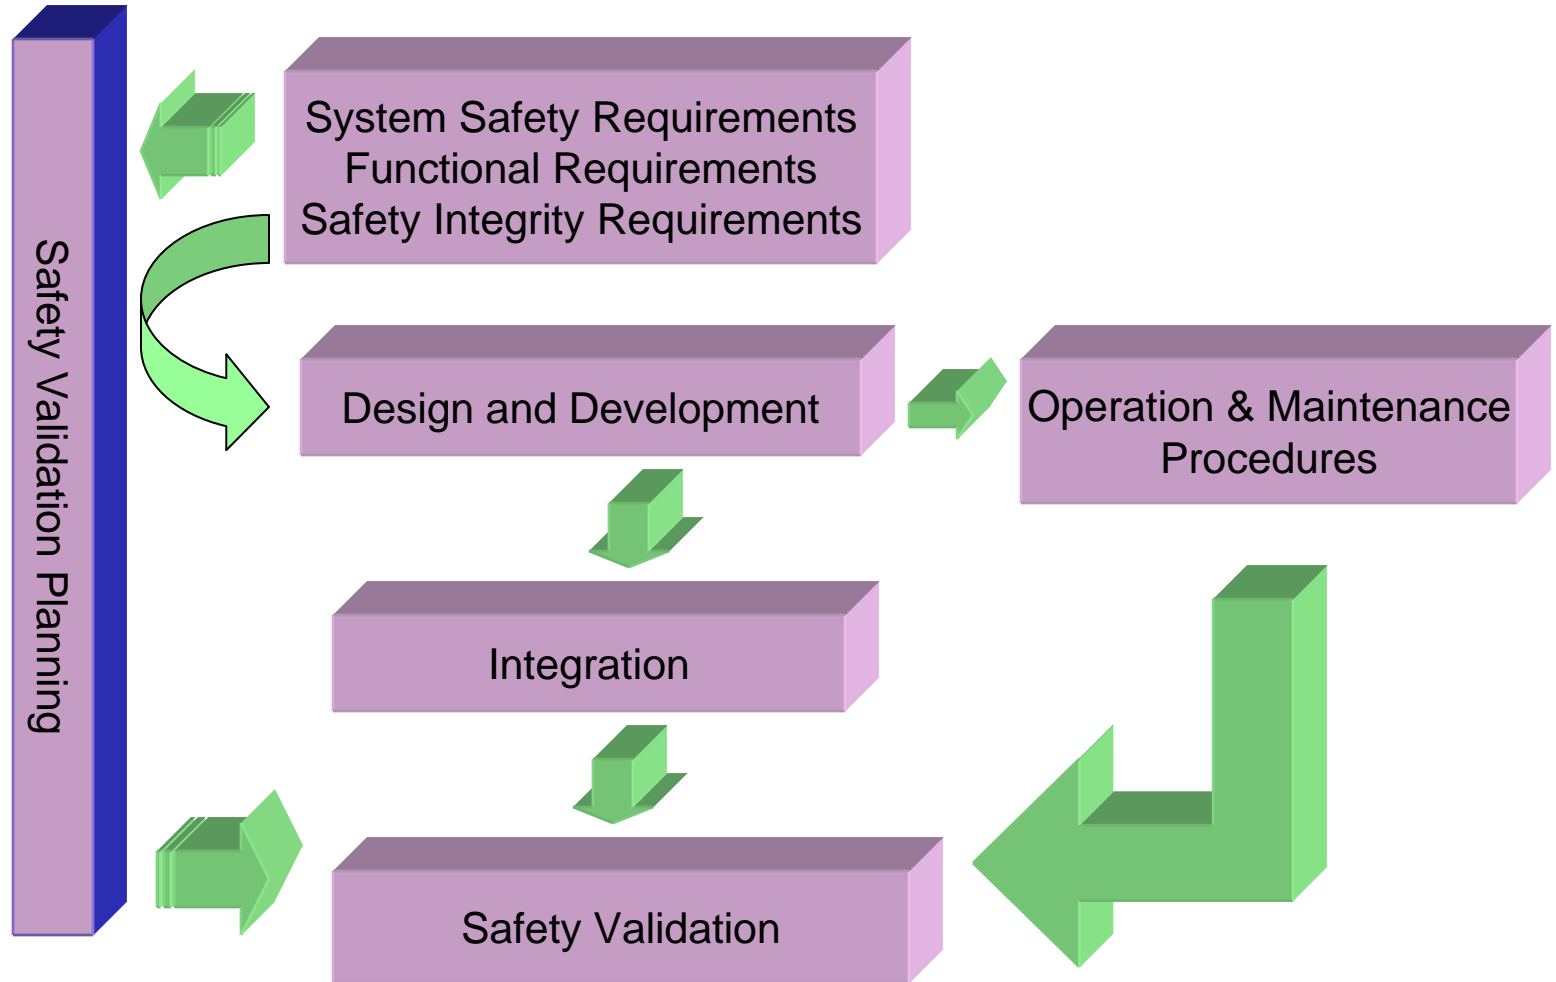 Safety Validation Planning
System Safety Requirements
Functional Requirements
Safety Integrity Requirements
Design and Development
Operation & Maintenance
Procedures
Integration
Safety Validation